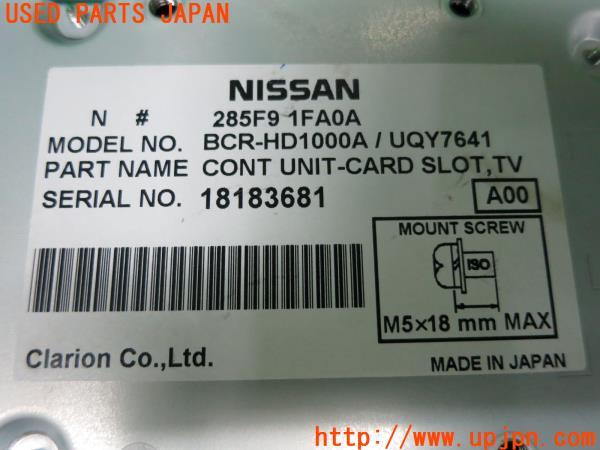 USED PARTS JAPAN
NISSAN
N # 285F9 1FA0A
MODEL NO. BCR-HD1000A / UQY7641
PART NAME CONT UNIT-CARD SLOT,TV
SERIAL NO. 18183681 A00
MOUNT SCREW
ISO
M5×18 mm MAX
Clarion Co.,Ltd.
MADE IN JAPAN
http://www.upjpn.com